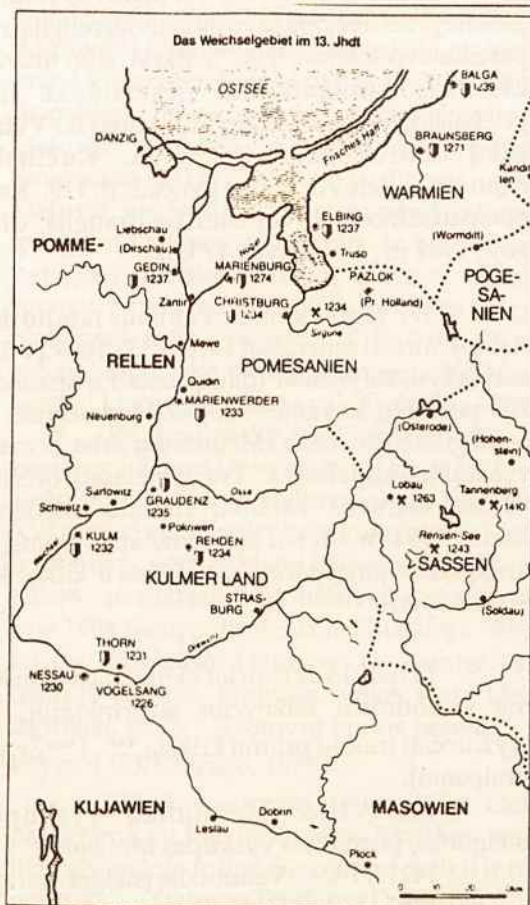 Das Weichselgebiet im 13. Jhdt
OSTSEE
BALGA
1239
DANZIG
Frisches Haff
BRAUNSBERG
1271
WARMIEN
ELBING
1237
Liebschau
(Dirschau)
POMME-
Truso
(Wormditt)
Nogat
GEDIN
1237
MARIENBURG
1274
PAZLOK
(Pr. Holland)
POGE-
SA-
NIEN
Zantir
CHRISTBURG
1234
1234
Sirgune
Mewe
RELLEN
POMESANIEN
Quidin
MARIENWERDER
1233
Neuenburg
(Osterode)
(Hohen-
stein)
Sartowitz
Schwetz
GRAUDENZ
1235
Ossa
Lobau
1263
Tannenberg
1410
Pokriwen
KULM
1232
REHDEN
1234
Rensen-See
1243
SASSEN
KULMER LAND
STRAS-
BURG
(Soldau)
Drewenz
THORN
1231
NESSAU
1230
VOGELSANG
1226
KUJAWIEN
MASOWIEN
Leslau
Dobrin
Plock